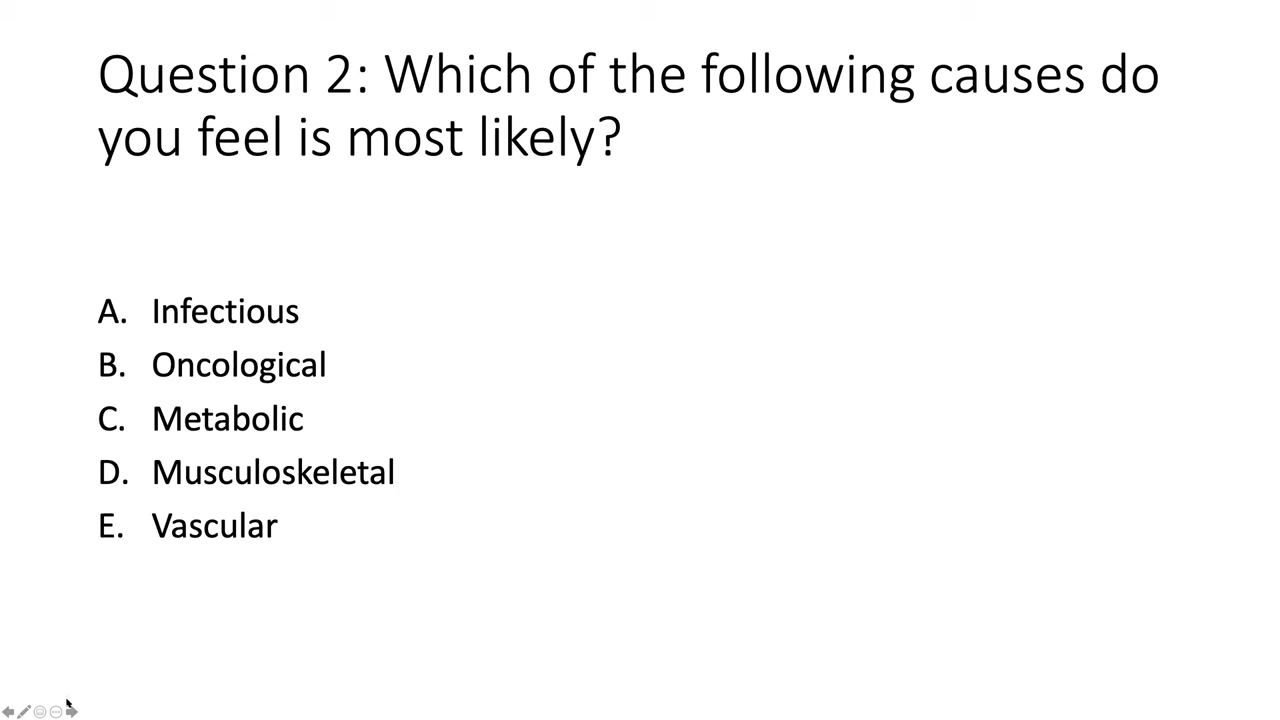 Question 2: Which of the following causes do
you feel is most likely?
A. Infectious
B. Oncological
C. Metabolic
D. Musculoskeletal
E. Vascular